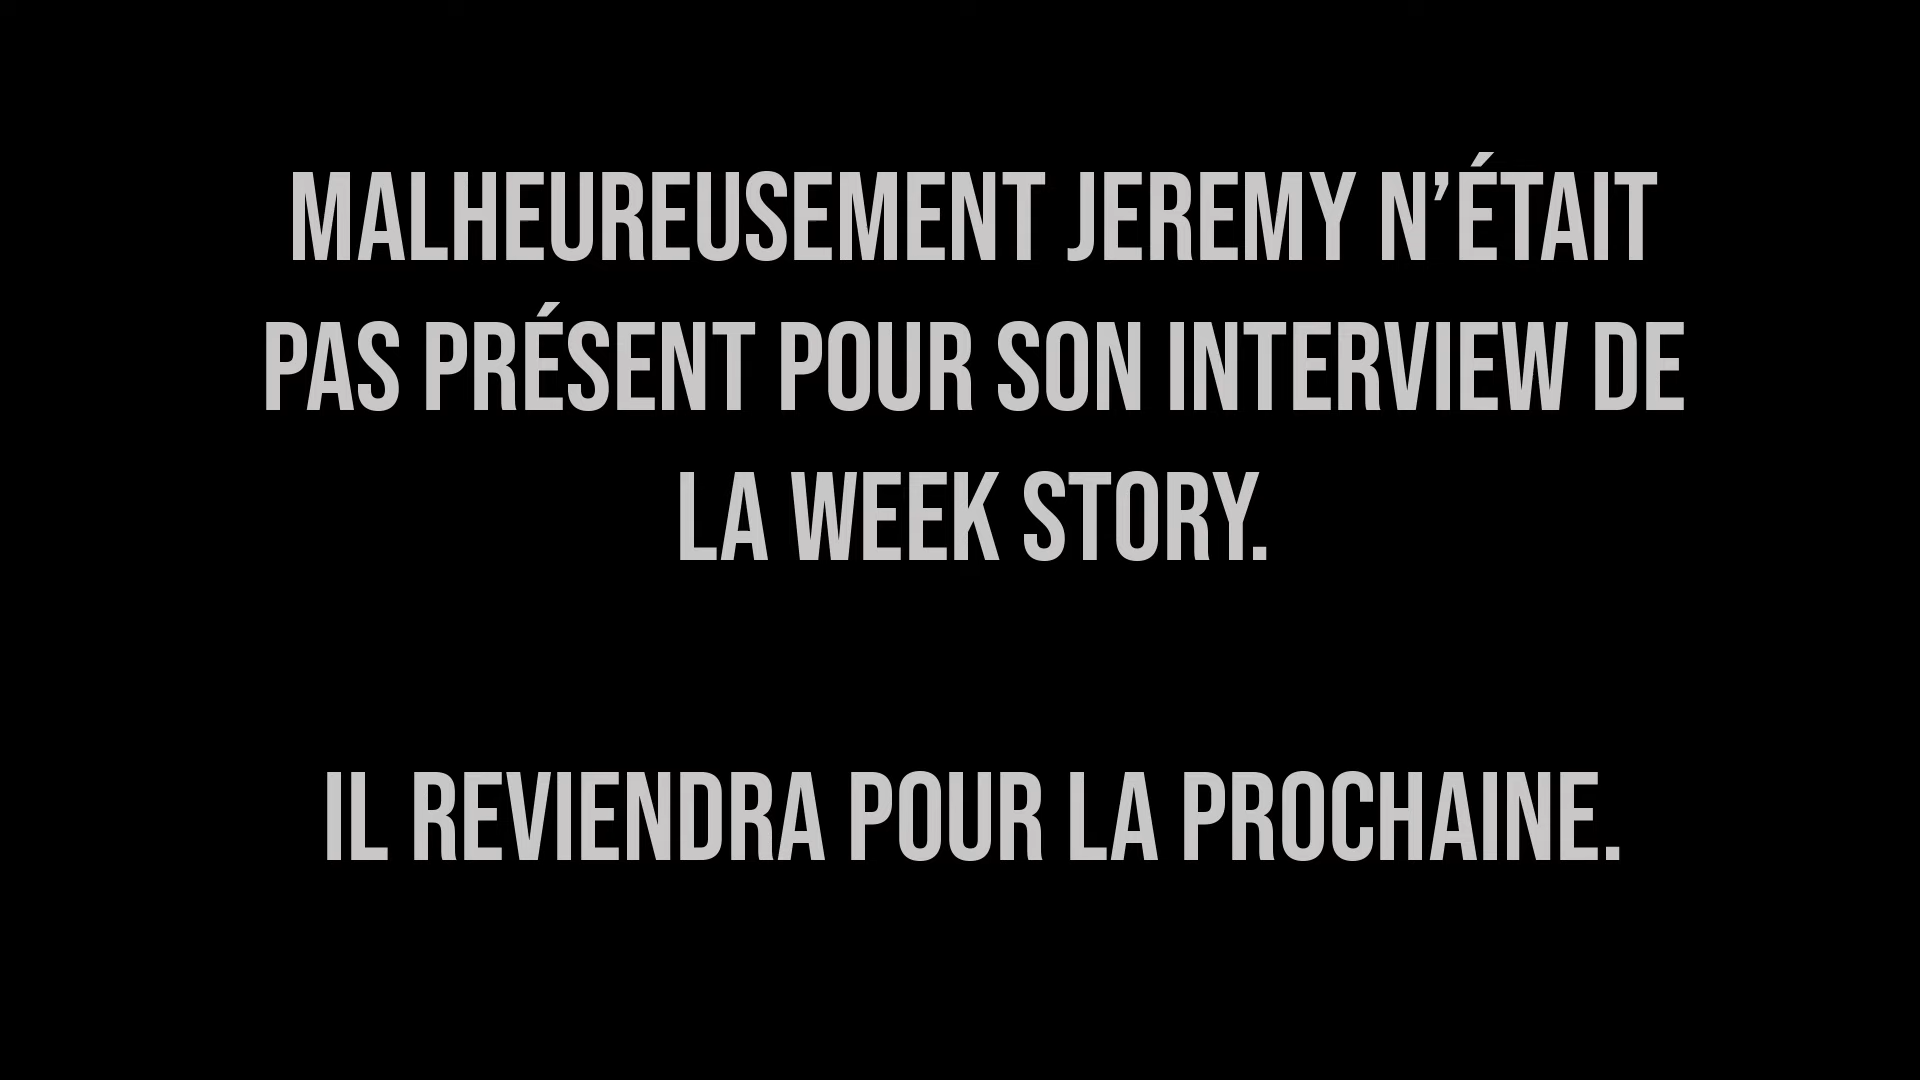 MALHEUREUSEMENT JEREMY N’ÉTAIT
PAS PRÉSENT POUR SON INTERVIEW DE
LA WEEK STORY.
IL REVIENDRA POUR LA PROCHAINE.